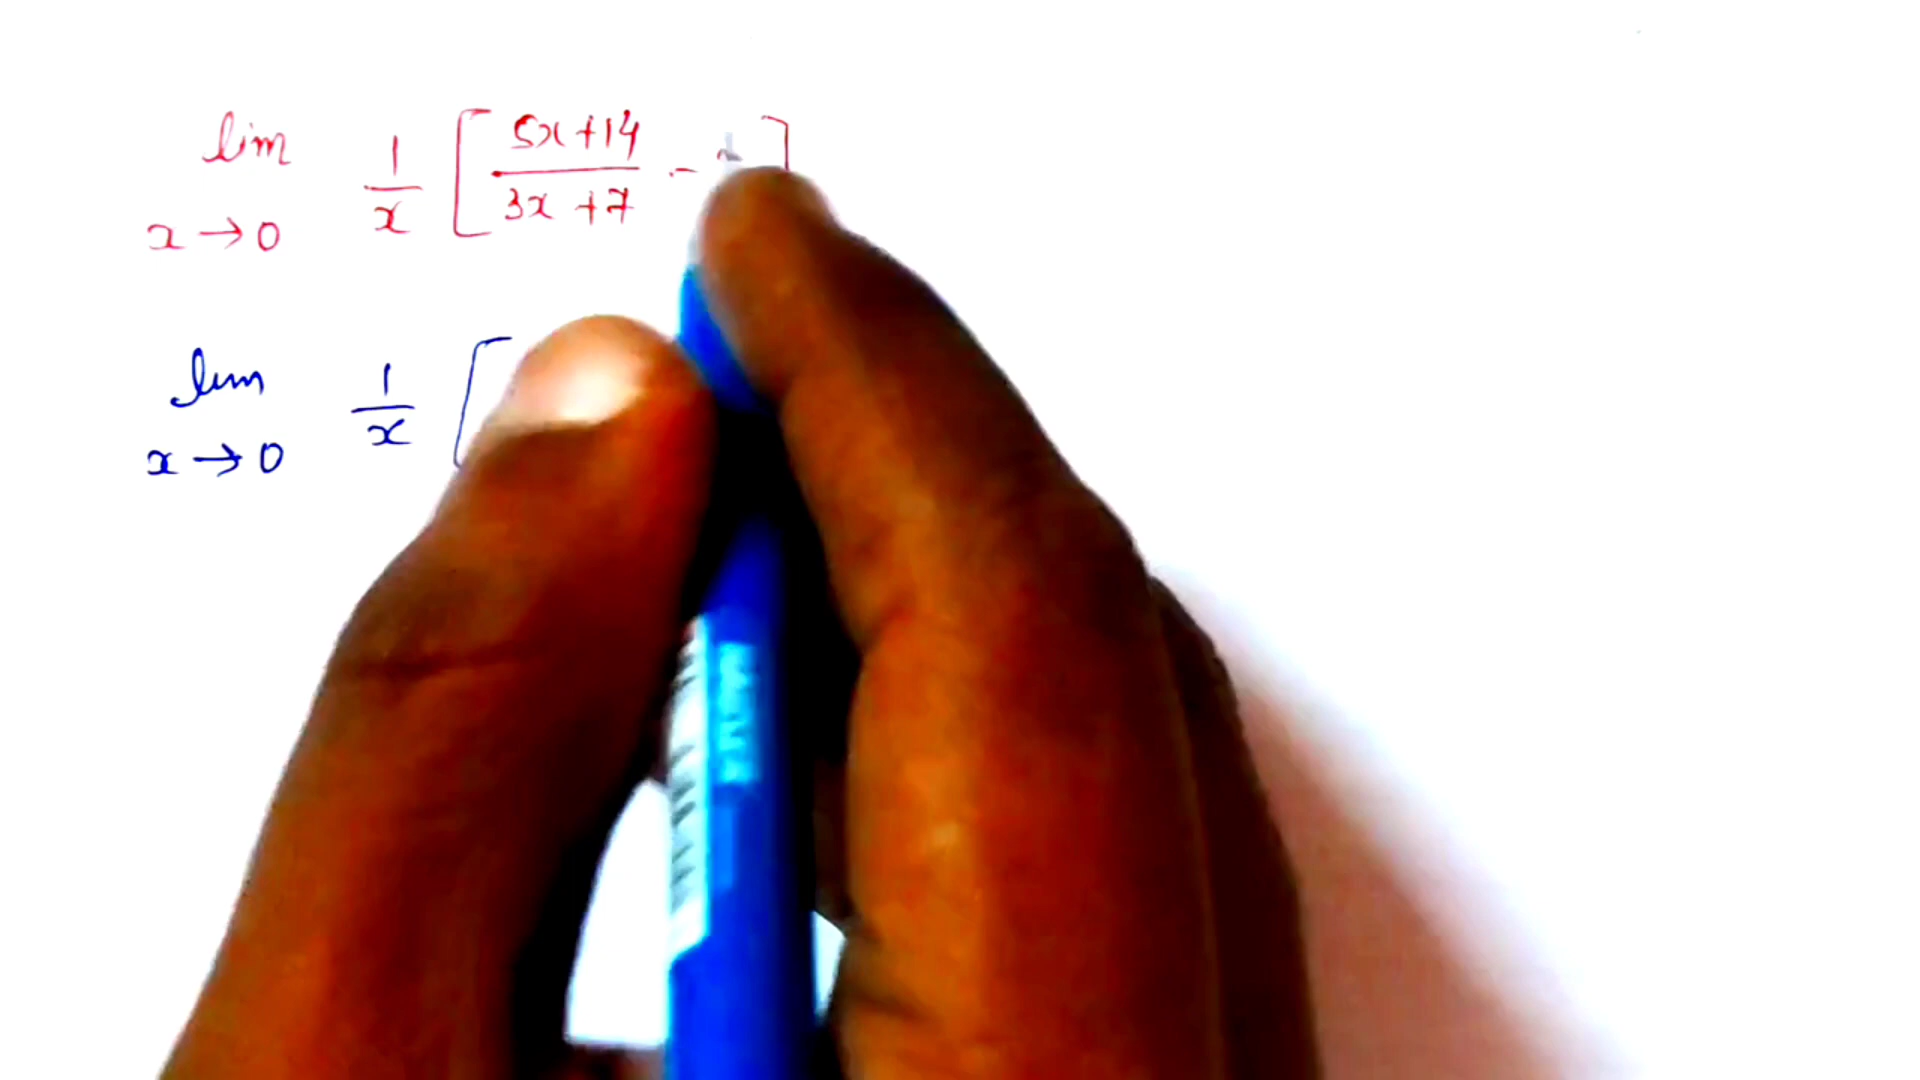 lim 1/x [ 5x+14 / 3x+7 - ]
x→0
lim 1/x [
x→0